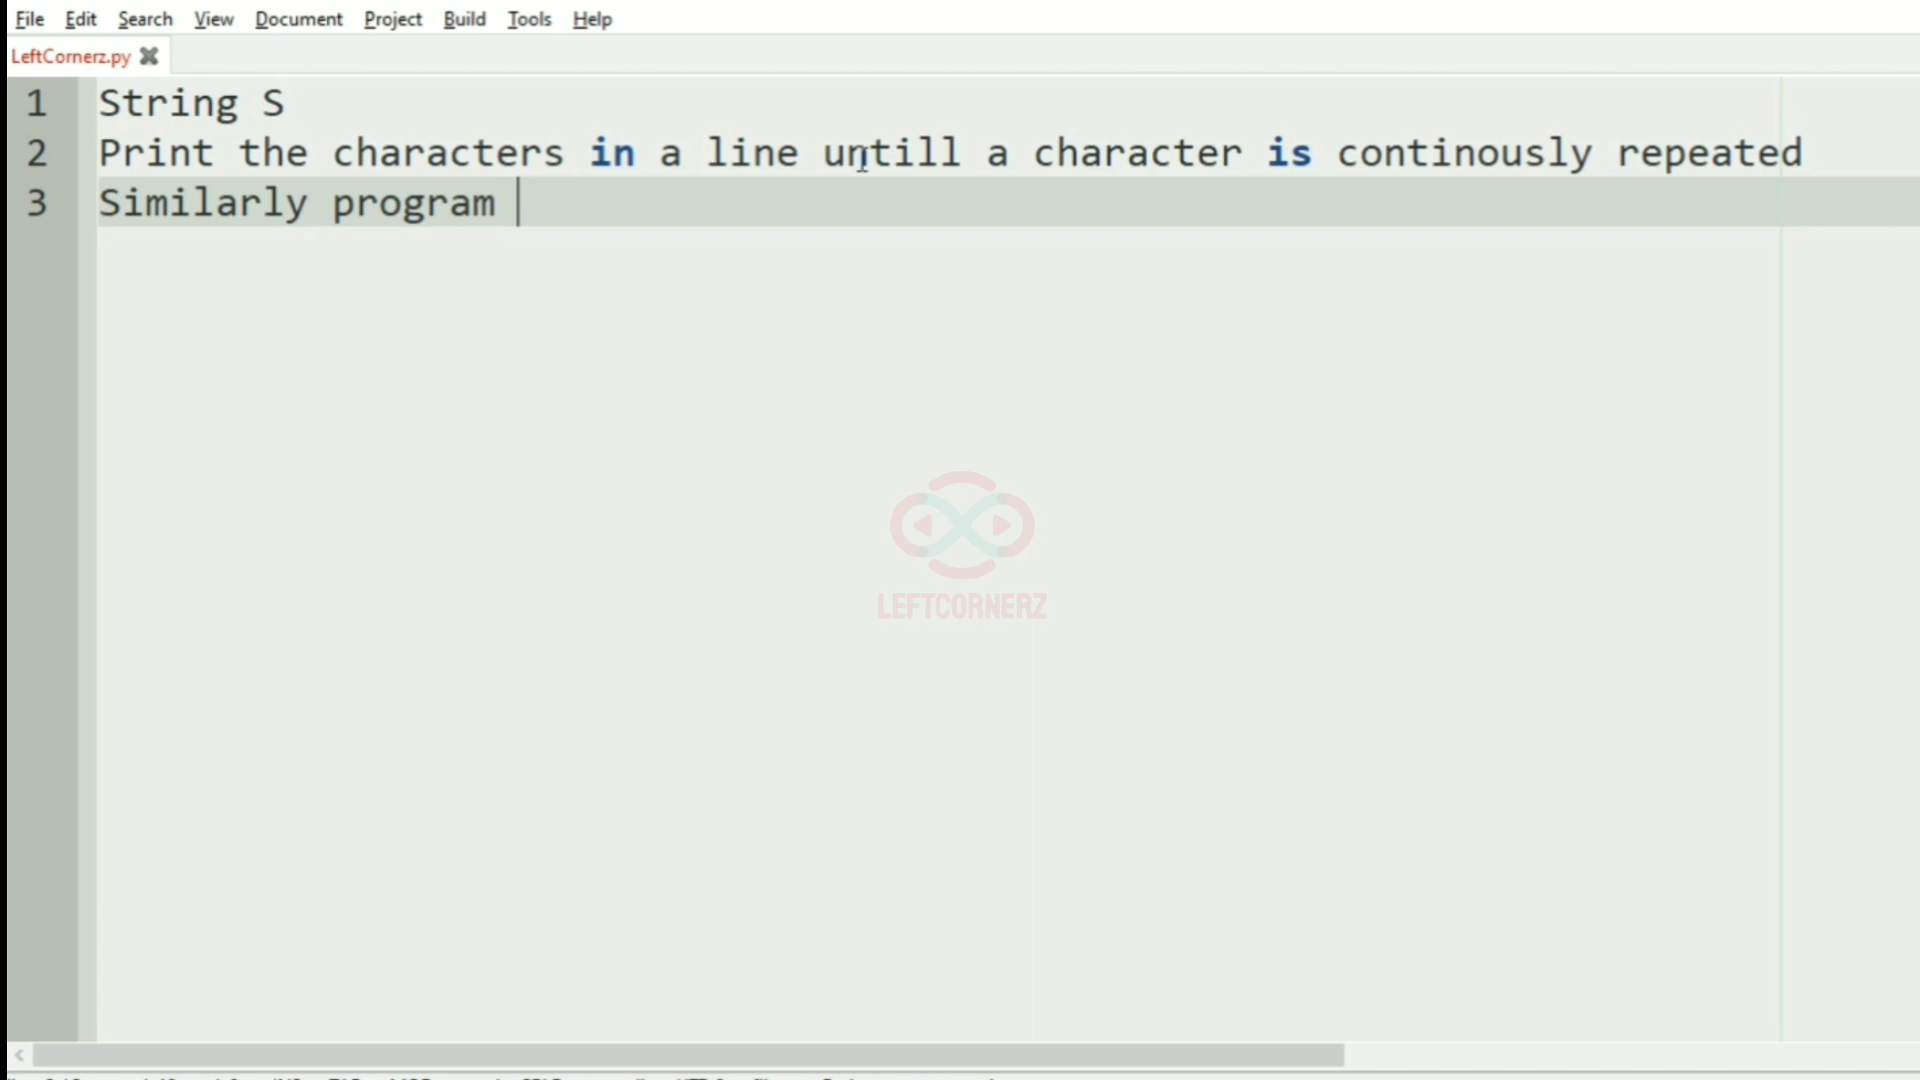 File Edit Search View Document Project Build Tools Help
LeftCornerz.py
1 String S
2 Print the characters in a line untill a character is continously repeated
3 Similarly program
LEFTCORNERZ